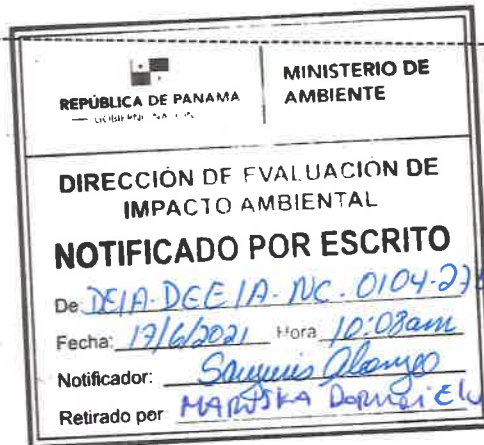 REPÚBLICA DE PANAMA
MINISTERIO DE
AMBIENTE
DIRECCIÓN DE EVALUACIÓN DE
IMPACTO AMBIENTAL
NOTIFICADO POR ESCRITO
De DEIA-DEEIA-NC-0104-
Fecha: 17/6/2021 Hora 10:08am
Notificador:
Retirado por